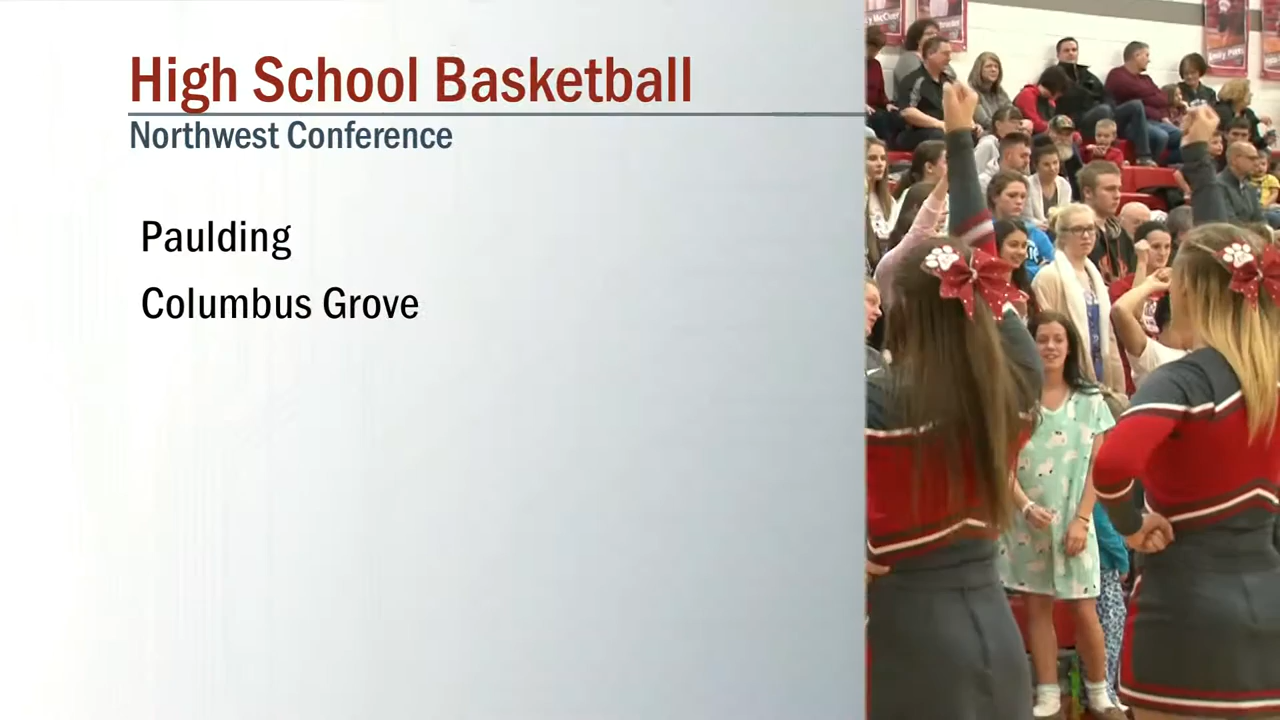 High School Basketball
Northwest Conference
Paulding
Columbus Grove